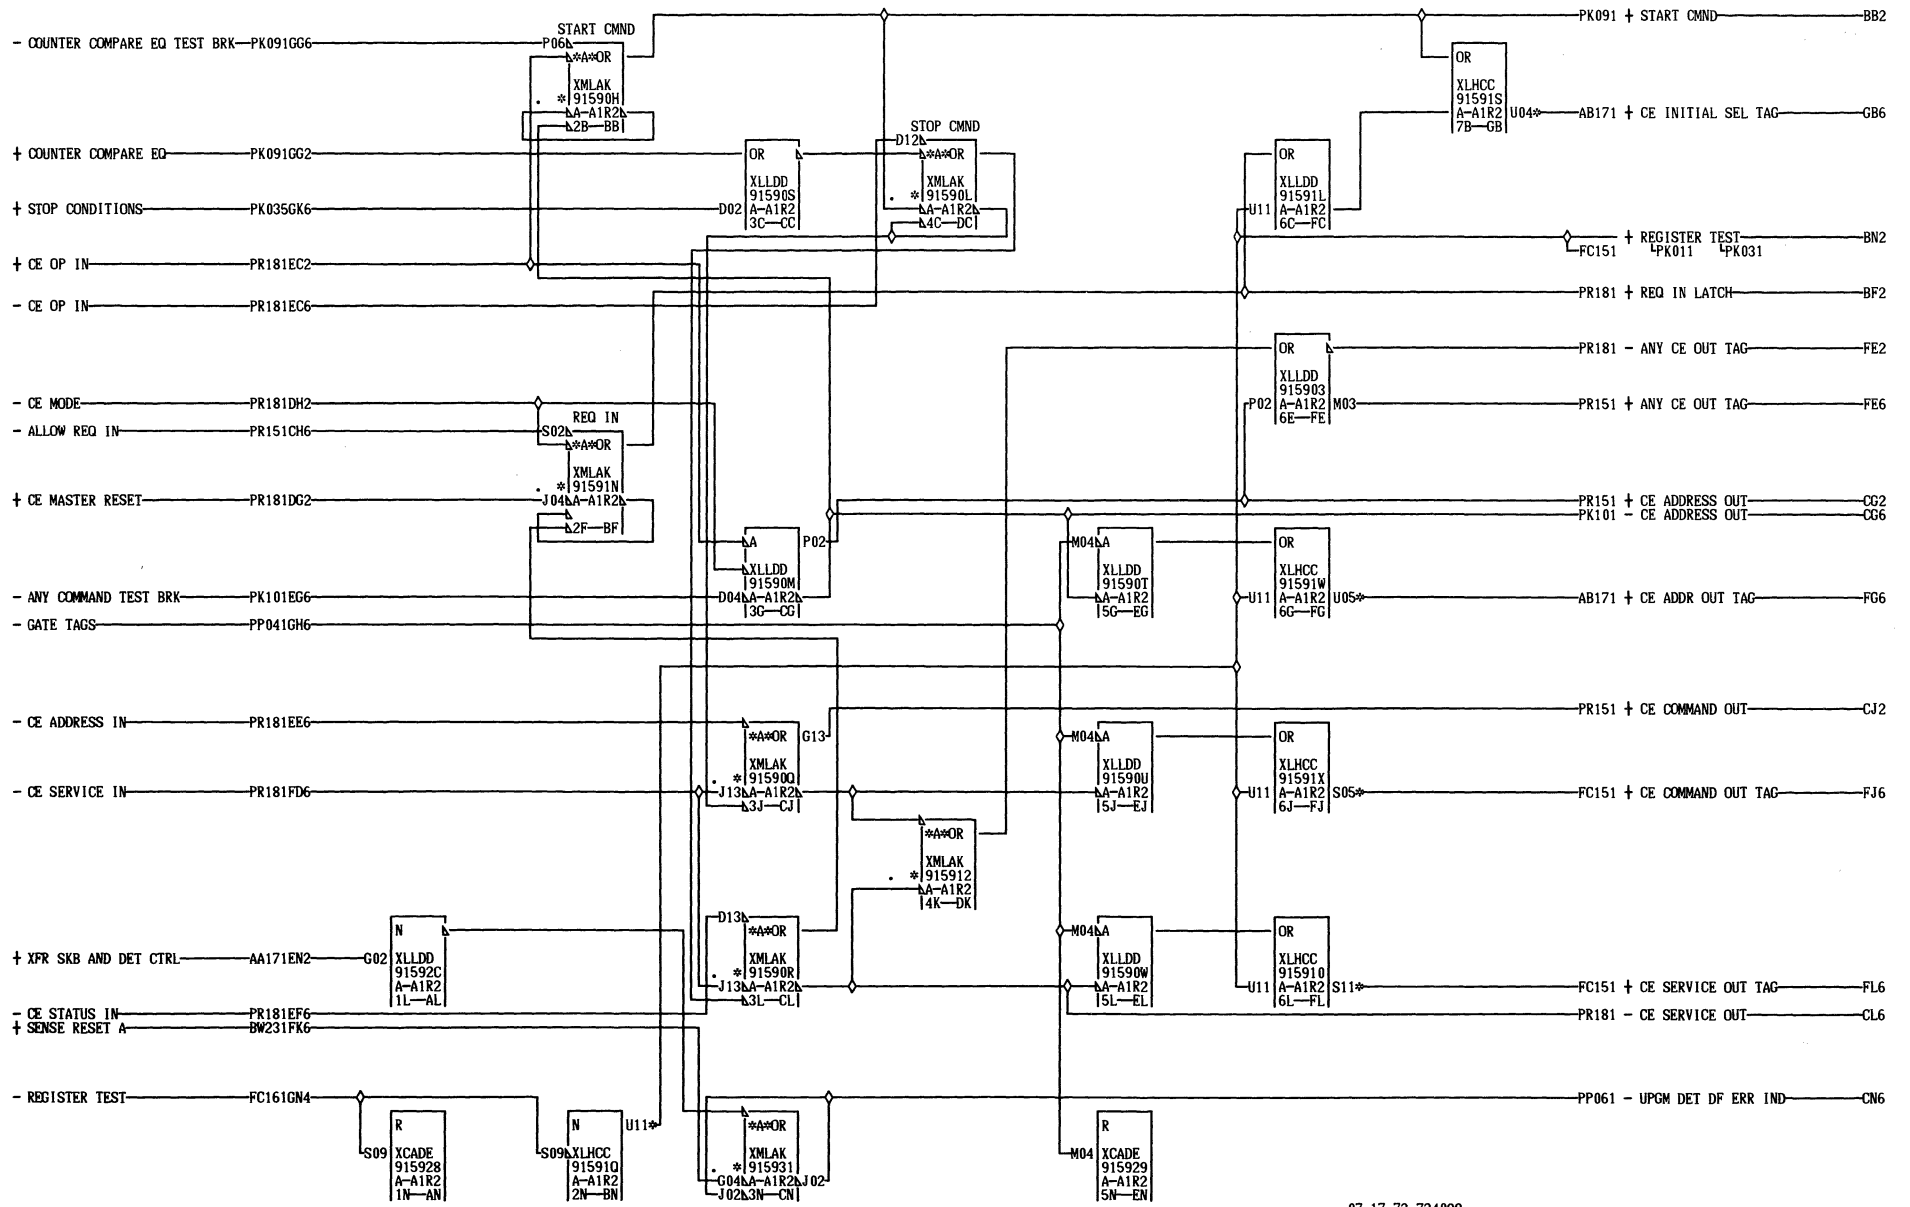 START CMND
PK091 + START CMND BB2
- COUNTER COMPARE EQ TEST BRK PK091GG6 P06
*A*OR
XMLAK
* 91590H
A-A1R2
2B BB
OR
XLHCC
91591S
A-A1R2 U04*
7B GB
AB171 + CE INITIAL SEL TAG GB6
STOP CMND
D12
*A*OR
XMLAK
* 91590L
A-A1R2
4C DC
+ COUNTER COMPARE EQ PK091GG2
OR
XLLDD
91590S
D02 A-A1R2
3C CC
+ STOP CONDITIONS PK035GK6
OR
XLLDD
91591L
U11 A-A1R2
6C FC
+ REGISTER TEST BN2
FC151 PK011 PK031
+ CE OP IN PR181EC2
PR181 + REQ IN LATCH BF2
- CE OP IN PR181EC6
PR181 - ANY CE OUT TAG FE2
OR
XLLDD
915903
P02 A-A1R2 M03
6E FE
PR151 + ANY CE OUT TAG FE6
- CE MODE PR181DH2
REQ IN
- ALLOW REQ IN PR151CH6 S02
*A*OR
XMLAK
* 91591N
+ CE MASTER RESET PR181DG2 J04 A-A1R2
2F BF
PR151 + CE ADDRESS OUT CG2
PK101 - CE ADDRESS OUT CG6
A P02
XLLDD
91590M
D04 A-A1R2
3G CG
- ANY COMMAND TEST BRK PK101EG6
- GATE TAGS PP041GH6
M04 A
XLLDD
91590T
A-A1R2
5G EG
OR
XLHCC
91591W
U11 A-A1R2 U05*
6G FG
AB171 + CE ADDR OUT TAG FG6
PR151 + CE COMMAND OUT CJ2
- CE ADDRESS IN PR181EE6
*A*OR G13
XMLAK
* 91590Q
J13 A-A1R2
3J CJ
- CE SERVICE IN PR181FD6
M04 A
XLLDD
91590U
A-A1R2
5J EJ
OR
XLHCC
91591X
U11 A-A1R2 S05*
6J FJ
FC151 + CE COMMAND OUT TAG FJ6
*A*OR
XMLAK
* 915912
A-A1R2
4K DK
N
+ XFR SKB AND DET CTRL AA171EN2 G02 XLLDD
91592C
A-A1R2
1L AL
D13
*A*OR
XMLAK
* 91590R
J13 A-A1R2
3L CL
M04 A
XLLDD
91590W
A-A1R2
5L EL
OR
XLHCC
915910
U11 A-A1R2 S11*
6L FL
FC151 + CE SERVICE OUT TAG FL6
- CE STATUS IN PR181EF6
PR181 - CE SERVICE OUT CL6
+ SENSE RESET A BW231FK6
- REGISTER TEST FC161GN4
PP061 - UPGM DET DF ERR IND CN6
R
S09 XCADE
915928
A-A1R2
1N AN
N U11*
S09 XLHCC
91591Q
A-A1R2
2N BN
*A*OR
XMLAK
* 915931
G04 A-A1R2 J02
J02 3N CN
R
M04 XCADE
915929
A-A1R2
5N EN